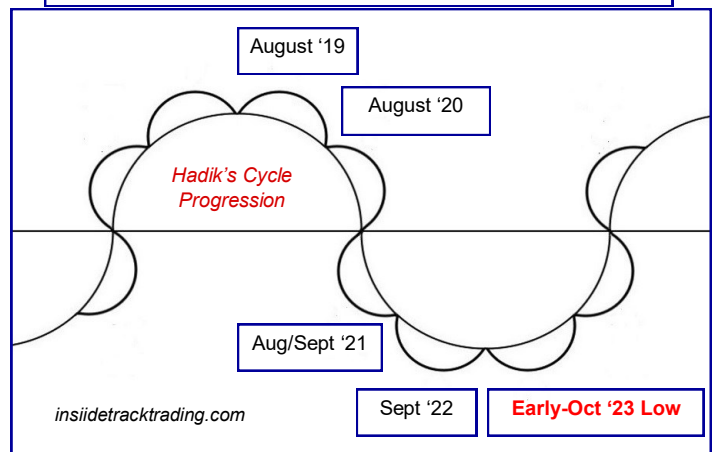 August ‘19
August ‘20
Hadik's Cycle
Progression
Aug/Sept ‘21
Sept ‘22
Early-Oct ‘23 Low
insiidetracktrading.com